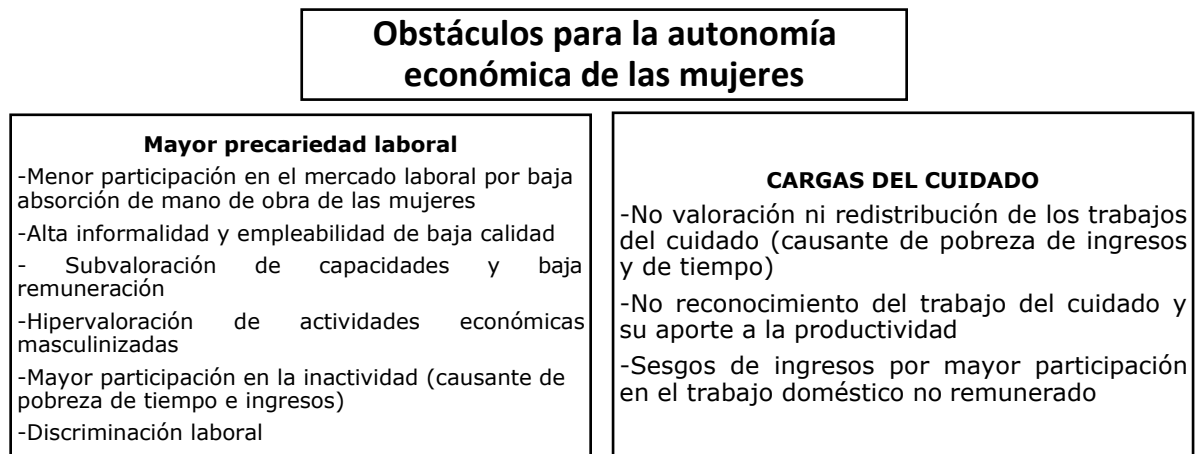 Obstáculos para la autonomía
económica de las mujeres
Mayor precariedad laboral
-Menor participación en el mercado laboral por baja
absorción de mano de obra de las mujeres
-Alta informalidad y empleabilidad de baja calidad
- Subvaloración de capacidades y baja
remuneración
-Hipervaloración de actividades económicas
masculinizadas
-Mayor participación en la inactividad (causante de
pobreza de tiempo e ingresos)
-Discriminación laboral
CARGAS DEL CUIDADO
-No valoración ni redistribución de los trabajos
del cuidado (causante de pobreza de ingresos
y de tiempo)
-No reconocimiento del trabajo del cuidado y
su aporte a la productividad
-Sesgos de ingresos por mayor participación
en el trabajo doméstico no remunerado